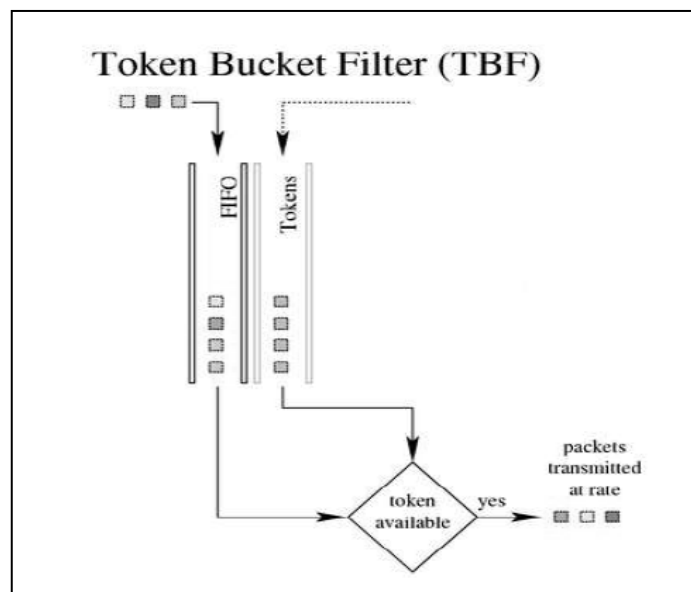 Token Bucket Filter (TBF)
FIFO
Tokens
token
available
yes
packets
transmitted
at rate